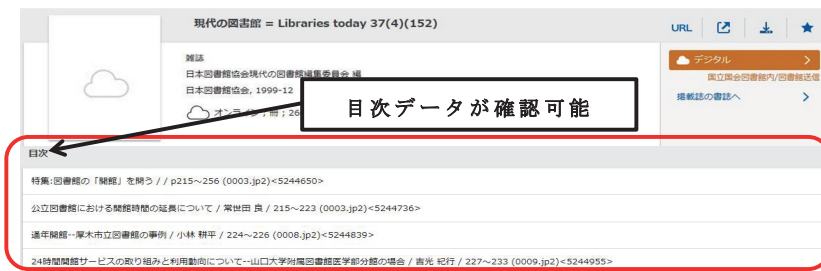 現代の図書館 = Libraries today 37(4)(152)
URL
雑誌
日本図書館協会現代の図書館編集委員会 編
日本図書館協会, 1999-12
オンライン ; 冊 ; 26
デジタル
国立国会図書館内/図書館送信
掲載誌の書誌へ
目次データが確認可能
目次
特集:図書館の「開館」を問う / / p215～256 (0003.jp2)<5244650>
公立図書館における開館時間の延長について / 常世田 良 / 215～223 (0003.jp2)<5244736>
通年開館--厚木市立図書館の事例 / 小林 耕平 / 224～226 (0008.jp2)<5244839>
24時間開館サービスの取り組みと利用動向について--山口大学附属図書館医学部分館の場合 / 吉光 紀行 / 227～233 (0009.jp2)<5244955>